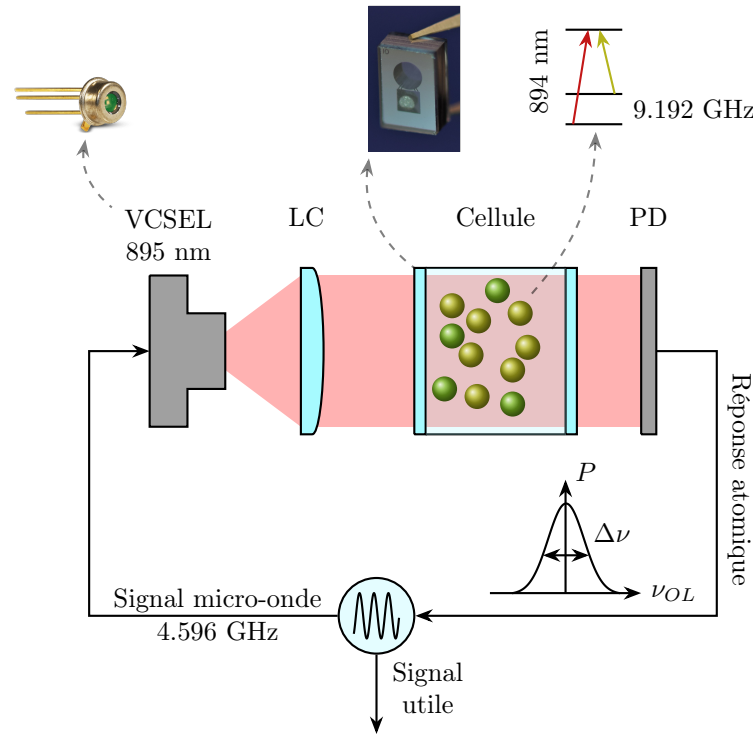 894 nm
9.192 GHz
VCSEL
895 nm
LC
Cellule
PD
Réponse atomique
P
Δν
ν_OL
Signal micro-onde
4.596 GHz
Signal
utile